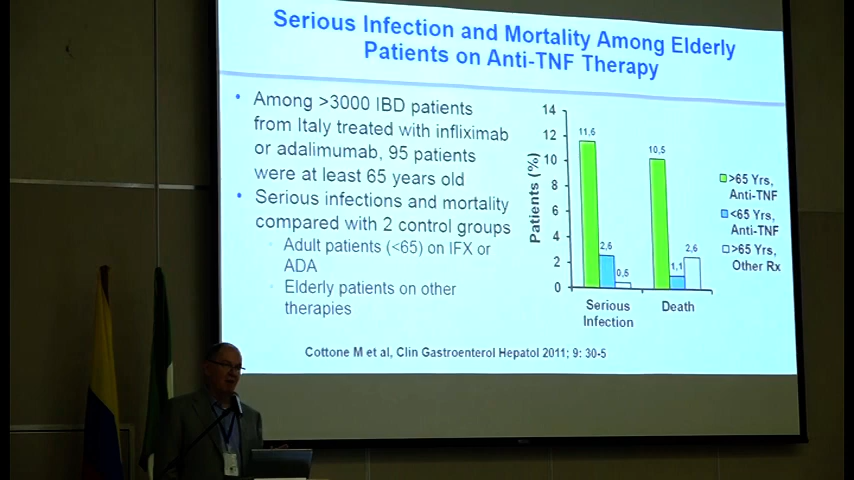 Serious Infection and Mortality Among Elderly
Patients on Anti-TNF Therapy
• Among >3000 IBD patients
from Italy treated with infliximab
or adalimumab, 95 patients
were at least 65 years old
• Serious infections and mortality
compared with 2 control groups
Adult patients (<65) on IFX or
ADA
Elderly patients on other
therapies
Patients (%)
14
12
10
8
6
4
2
0
11,6
2,6
0,5
10,5
1,1
2,6
Serious
Infection
Death
>65 Yrs,
Anti-TNF
<65 Yrs,
Anti-TNF
>65 Yrs,
Other Rx
Cottone M et al, Clin Gastroenterol Hepatol 2011; 9: 30-5